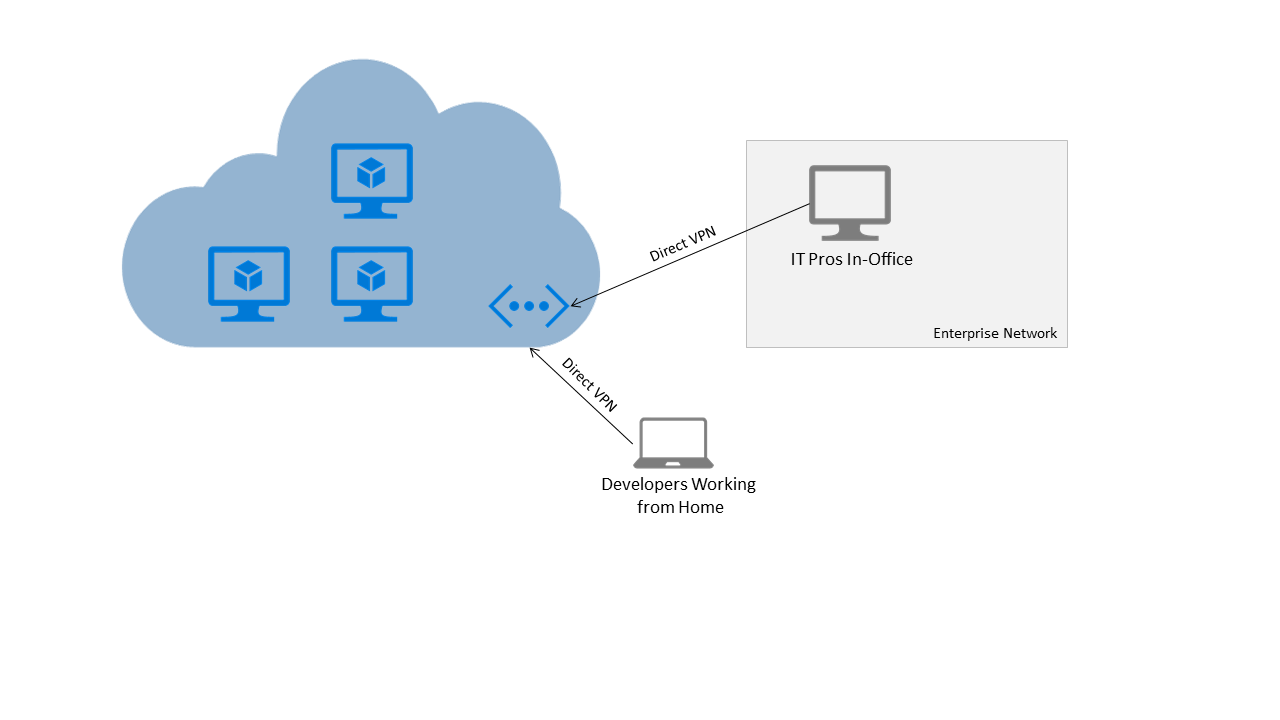 Direct VPN
IT Pros In-Office
Enterprise Network
Direct VPN
Developers Working
from Home